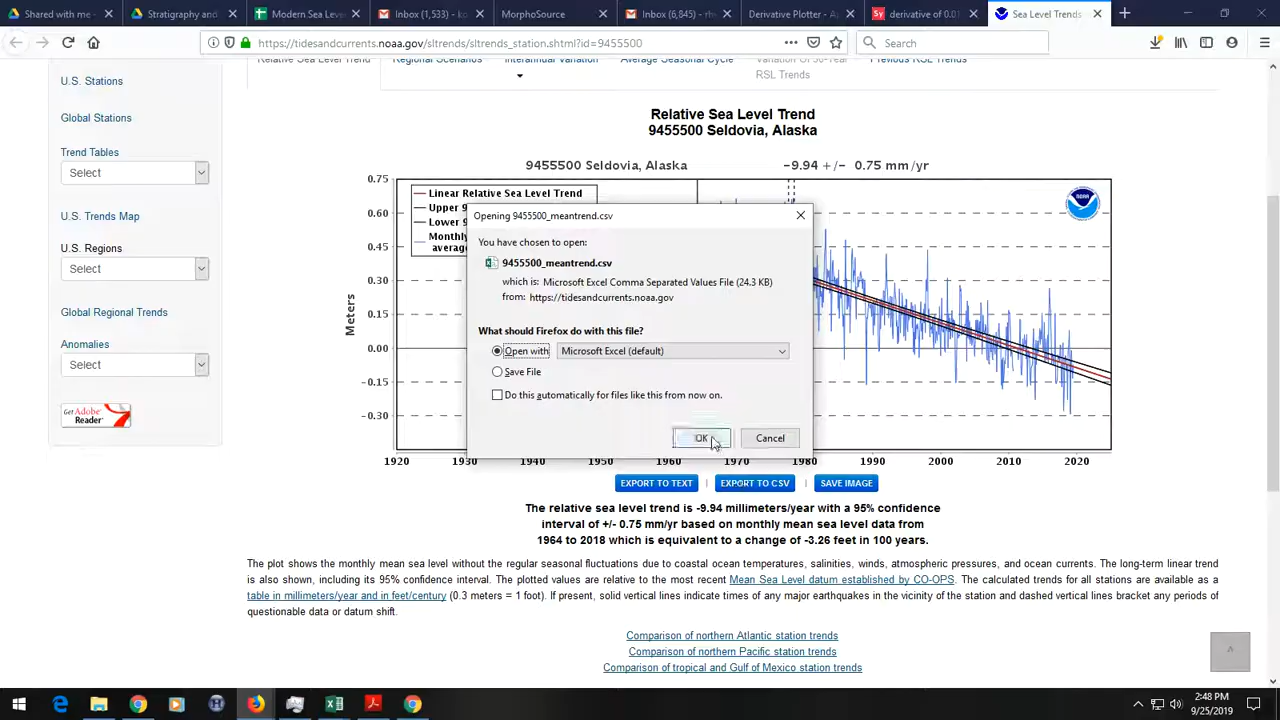 Shared with me
Stratigraphy and
Modern Sea Leve
Inbox (1,533) - ko
MorphoSource
Inbox (6,845) - rhe
Derivative Plotter - A
Sy
derivative of 0.01
Sea Level Trends
https://tidesandcurrents.noaa.gov/sltrends/sltrends_station.shtml?id=9455500
Search
Relative Sea Level Trend
Regional Scenarios
Interannual Variation
Average Seasonal Cycle
Variation Of 50-Year
RSL Trends
Previous RSL Trends
U.S. Stations
Global Stations
Trend Tables
Select
U.S. Trends Map
U.S. Regions
Select
Global Regional Trends
Anomalies
Select
Get Adobe
Reader
Relative Sea Level Trend
9455500 Seldovia, Alaska
9455500 Seldovia, Alaska
-9.94 +/- 0.75 mm/yr
Meters
0.75
0.60
0.45
0.30
0.15
0.00
-0.15
-0.30
Linear Relative Sea Level Trend
Upper 9
Lower 9
Monthly
average
NOAA
1920
1930
1940
1950
1960
1970
1980
1990
2000
2010
2020
Opening 9455500_meantrend.csv
You have chosen to open:
9455500_meantrend.csv
which is: Microsoft Excel Comma Separated Values File (24.3 KB)
from: https://tidesandcurrents.noaa.gov
What should Firefox do with this file?
Open with
Microsoft Excel (default)
Save File
Do this automatically for files like this from now on.
OK
Cancel
EXPORT TO TEXT | EXPORT TO CSV | SAVE IMAGE
The relative sea level trend is -9.94 millimeters/year with a 95% confidence
interval of +/- 0.75 mm/yr based on monthly mean sea level data from
1964 to 2018 which is equivalent to a change of -3.26 feet in 100 years.
The plot shows the monthly mean sea level without the regular seasonal fluctuations due to coastal ocean temperatures, salinities, winds, atmospheric pressures, and ocean currents. The long-term linear trend
is also shown, including its 95% confidence interval. The plotted values are relative to the most recent Mean Sea Level datum established by CO-OPS. The calculated trends for all stations are available as a
table in millimeters/year and in feet/century (0.3 meters = 1 foot). If present, solid vertical lines indicate times of any major earthquakes in the vicinity of the station and dashed vertical lines bracket any periods of
questionable data or datum shift.
Comparison of northern Atlantic station trends
Comparison of northern Pacific station trends
Comparison of tropical and Gulf of Mexico station trends
2:48 PM
9/25/2019